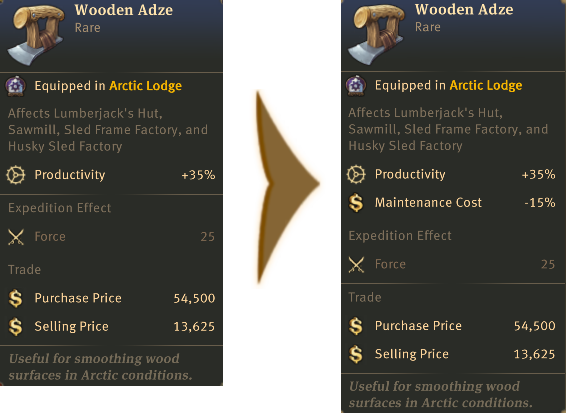 Wooden Adze
Rare
Equipped in Arctic Lodge
Affects Lumberjack's Hut,
Sawmill, Sled Frame Factory, and
Husky Sled Factory
Productivity +35%
Expedition Effect
Force 25
Trade
Purchase Price 54,500
Selling Price 13,625
Useful for smoothing wood
surfaces in Arctic conditions.
Wooden Adze
Rare
Equipped in Arctic Lodge
Affects Lumberjack's Hut,
Sawmill, Sled Frame Factory, and
Husky Sled Factory
Productivity +35%
Maintenance Cost -15%
Expedition Effect
Force 25
Trade
Purchase Price 54,500
Selling Price 13,625
Useful for smoothing wood
surfaces in Arctic conditions.